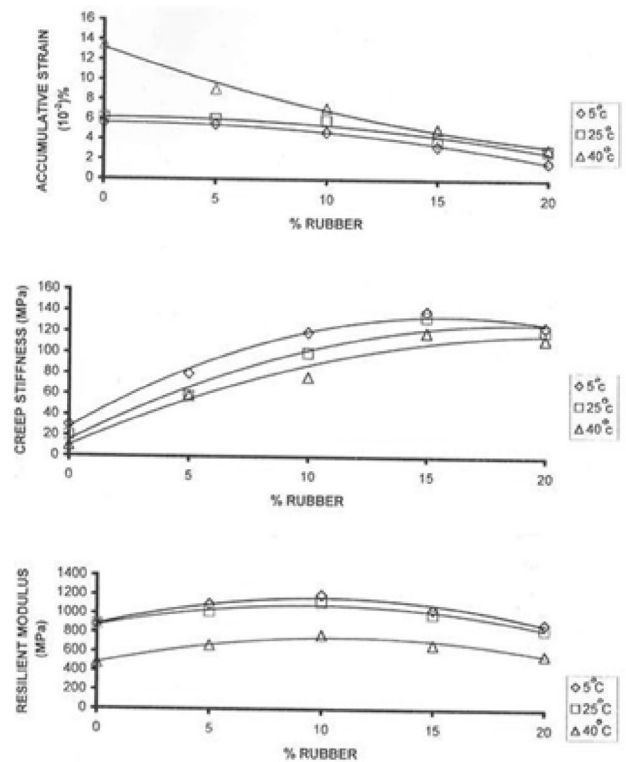 16
14
12
10
8
6
4
2
0
ACCUMULATIVE STRAIN
(10⁻²)%
0 5 10 15 20
% RUBBER
5°c
25°c
40°c
160
140
120
100
80
60
40
20
0
CREEP STIFFNESS (MPa)
0 5 10 15 20
% RUBBER
5°c
25°c
40°c
1400
1200
1000
800
600
400
200
0
RESILIENT MODULUS
(MPa)
0 5 10 15 20
% RUBBER
5°C
25°C
40°C